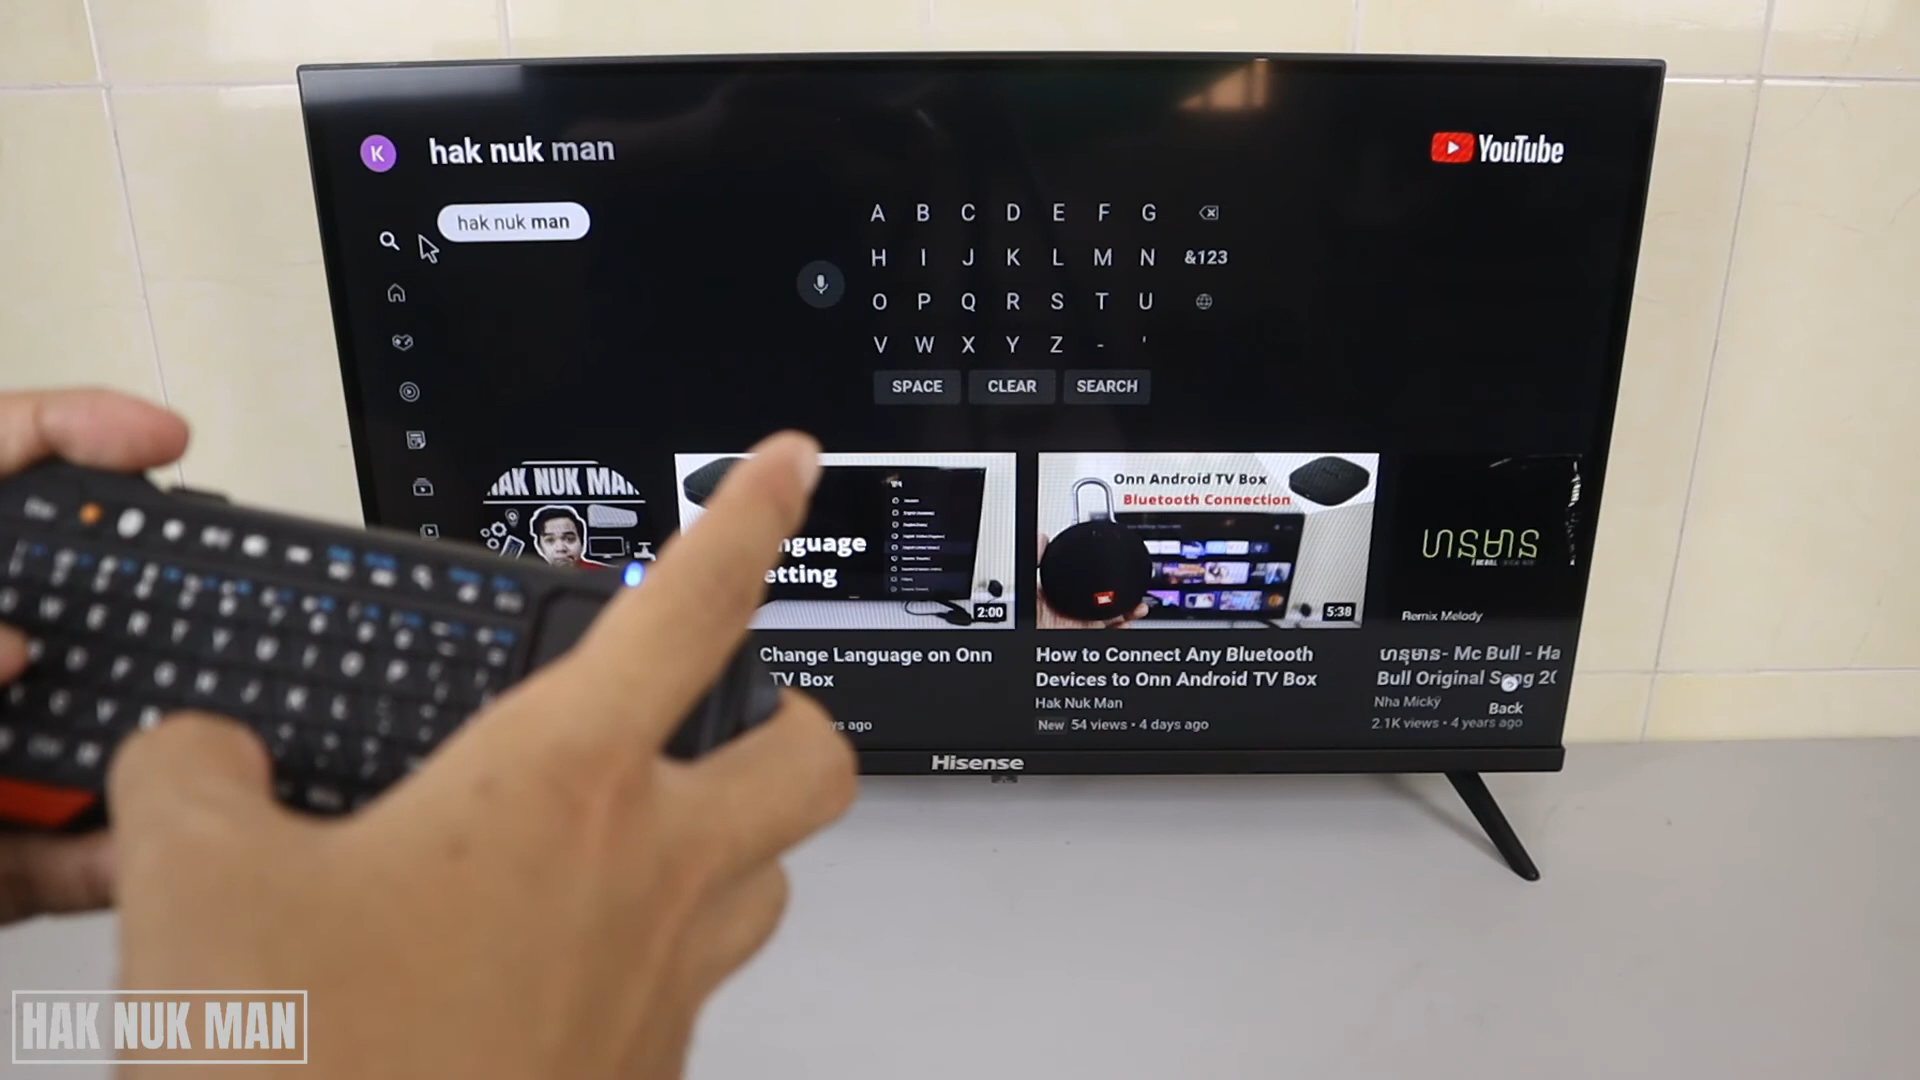 K
hak nuk man
YouTube
hak nuk man
A B C D E F G
H I J K L M N &123
O P Q R S T U
V W X Y Z - '
SPACE CLEAR SEARCH
HAK NUK MAN
nguage
etting
2:00
Onn Android TV Box
Bluetooth Connection
5:38
ហនុមាន
Remix Melody
Change Language on Onn
TV Box
ago
How to Connect Any Bluetooth
Devices to Onn Android TV Box
Hak Nuk Man
New 54 views • 4 days ago
ហនុមាន- Mc Bull - Ha
Bull Original Song 20
Nha Micky
2.1K views • 4 years ago
Back
Hisense
HAK NUK MAN